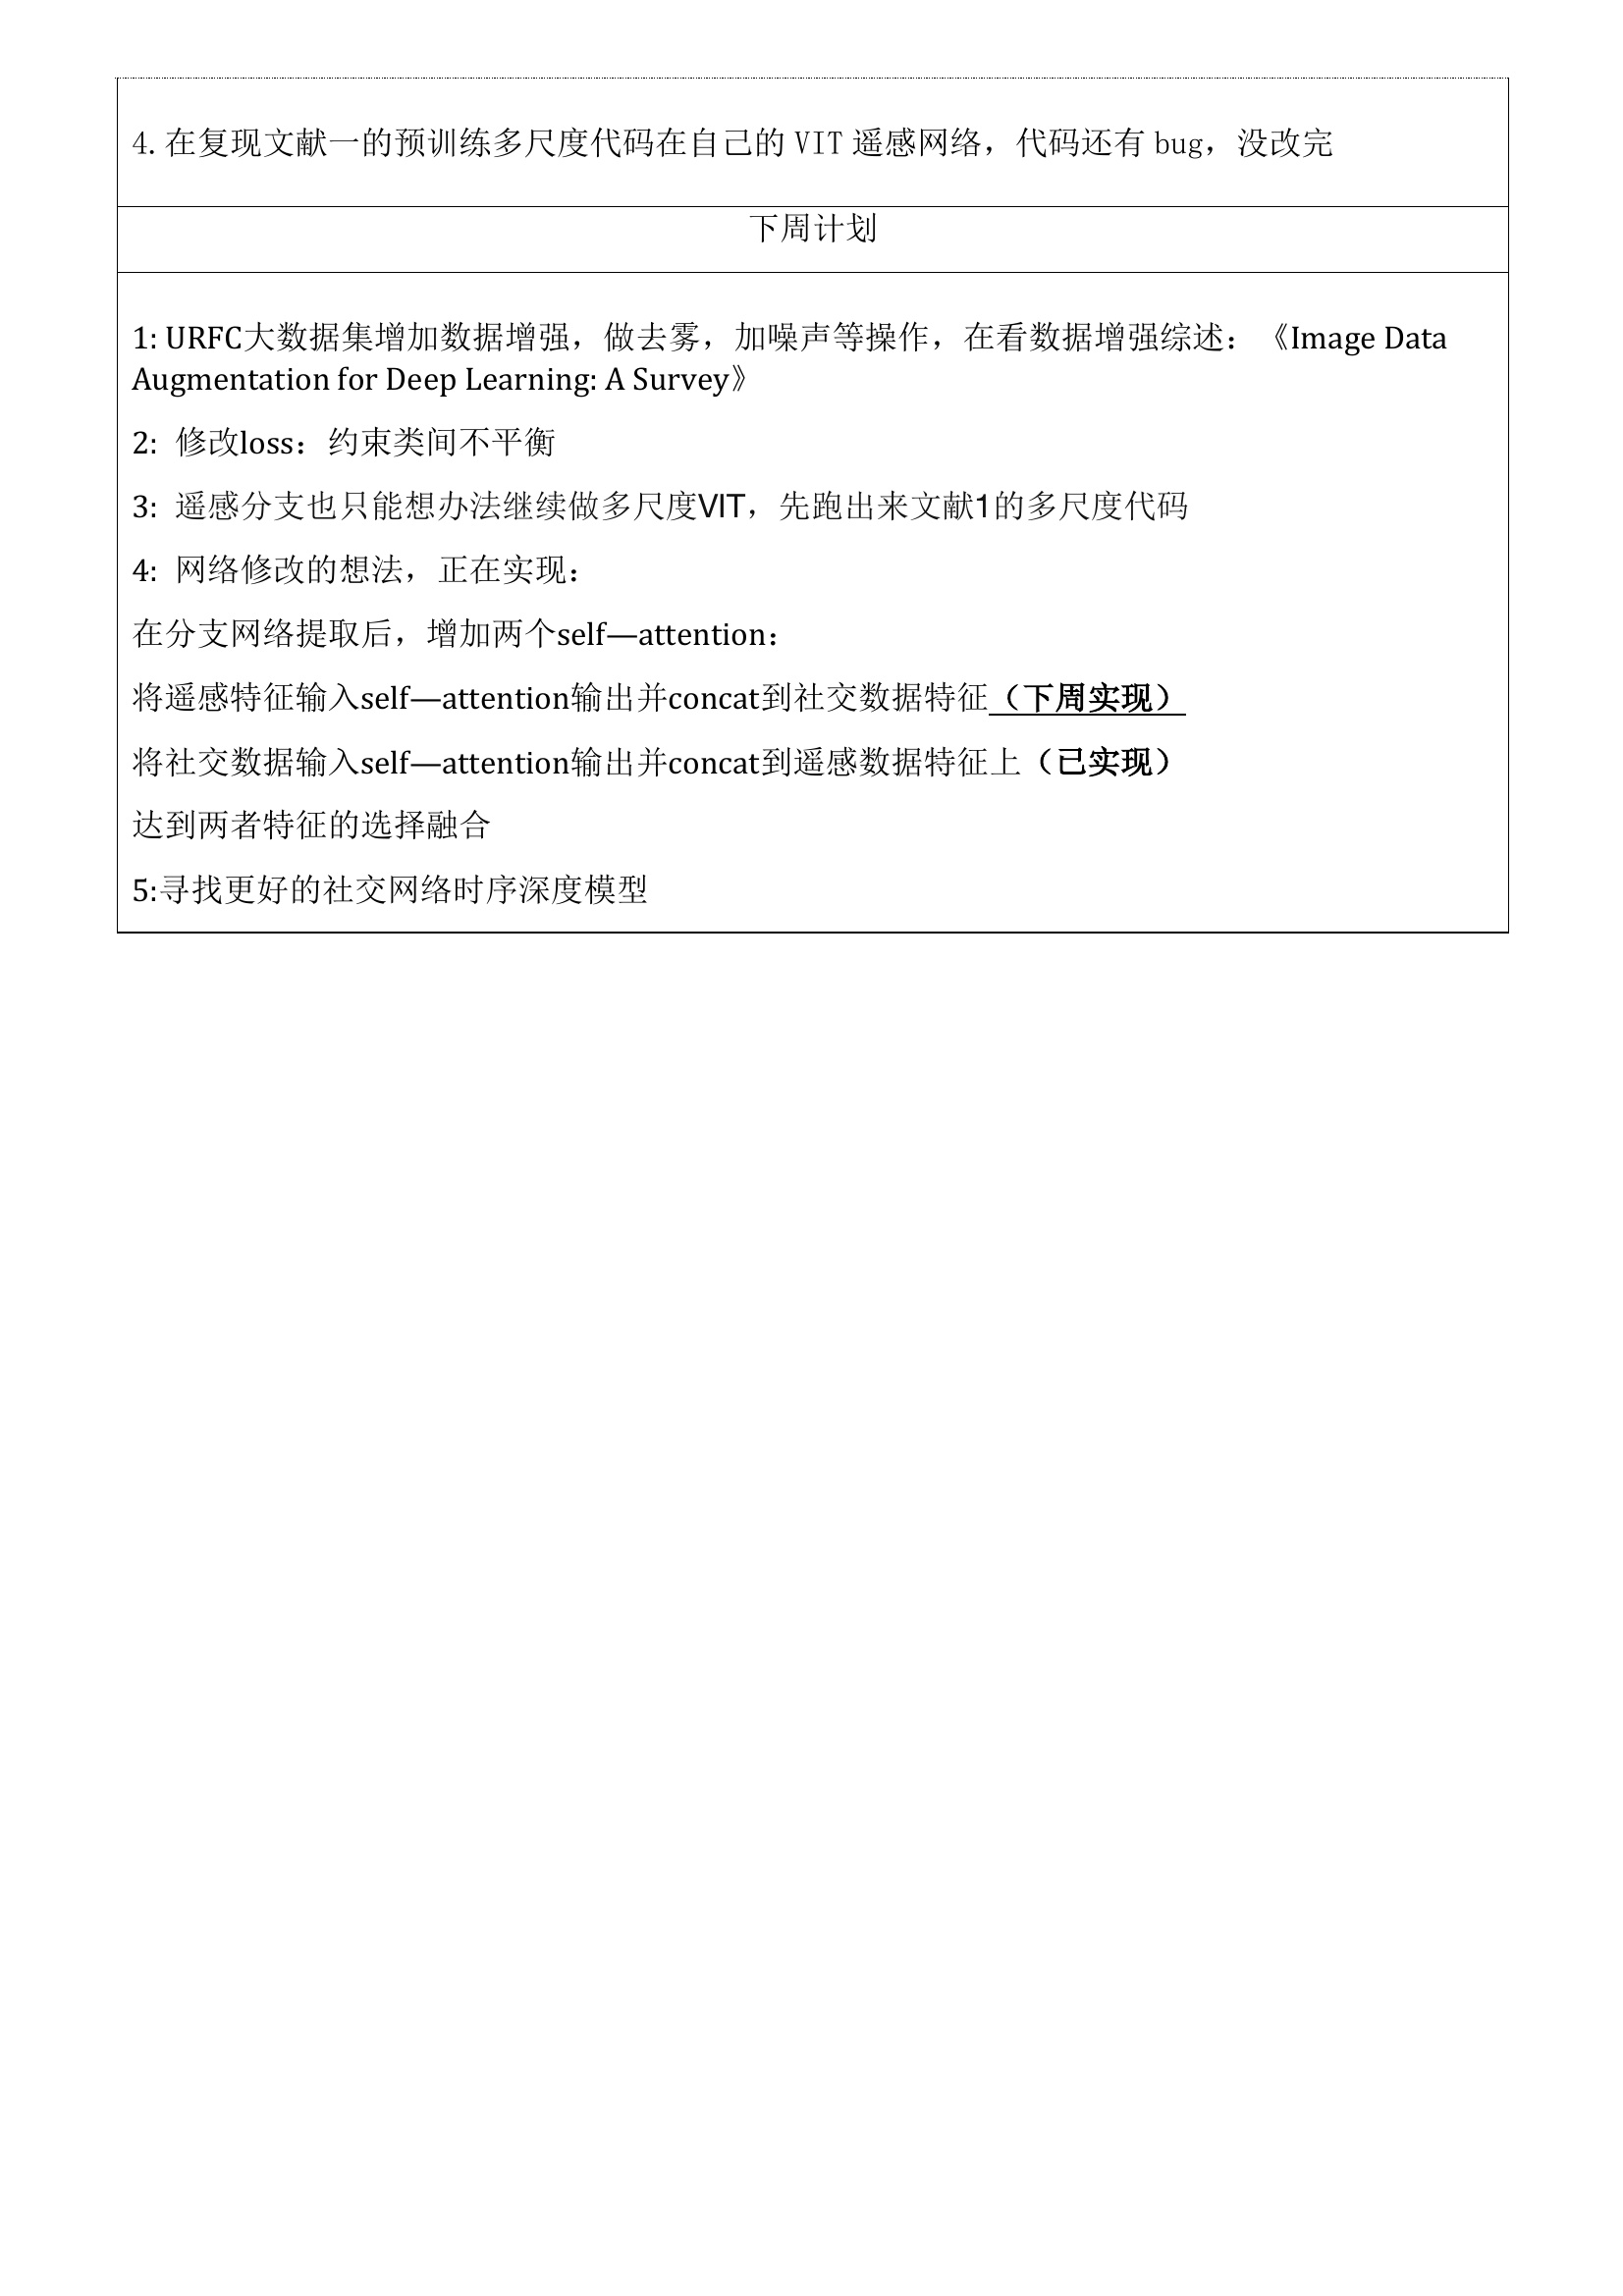 4. 在复现文献一的预训练多尺度代码在自己的 VIT 遥感网络，代码还有 bug，没改完
下周计划
1: URFC大数据集增加数据增强，做去雾，加噪声等操作，在看数据增强综述：《Image Data
Augmentation for Deep Learning: A Survey》
2: 修改loss：约束类间不平衡
3: 遥感分支也只能想办法继续做多尺度VIT，先跑出来文献1的多尺度代码
4: 网络修改的想法，正在实现：
在分支网络提取后，增加两个self—attention：
将遥感特征输入self—attention输出并concat到社交数据特征（下周实现）
将社交数据输入self—attention输出并concat到遥感数据特征上（已实现）
达到两者特征的选择融合
5:寻找更好的社交网络时序深度模型